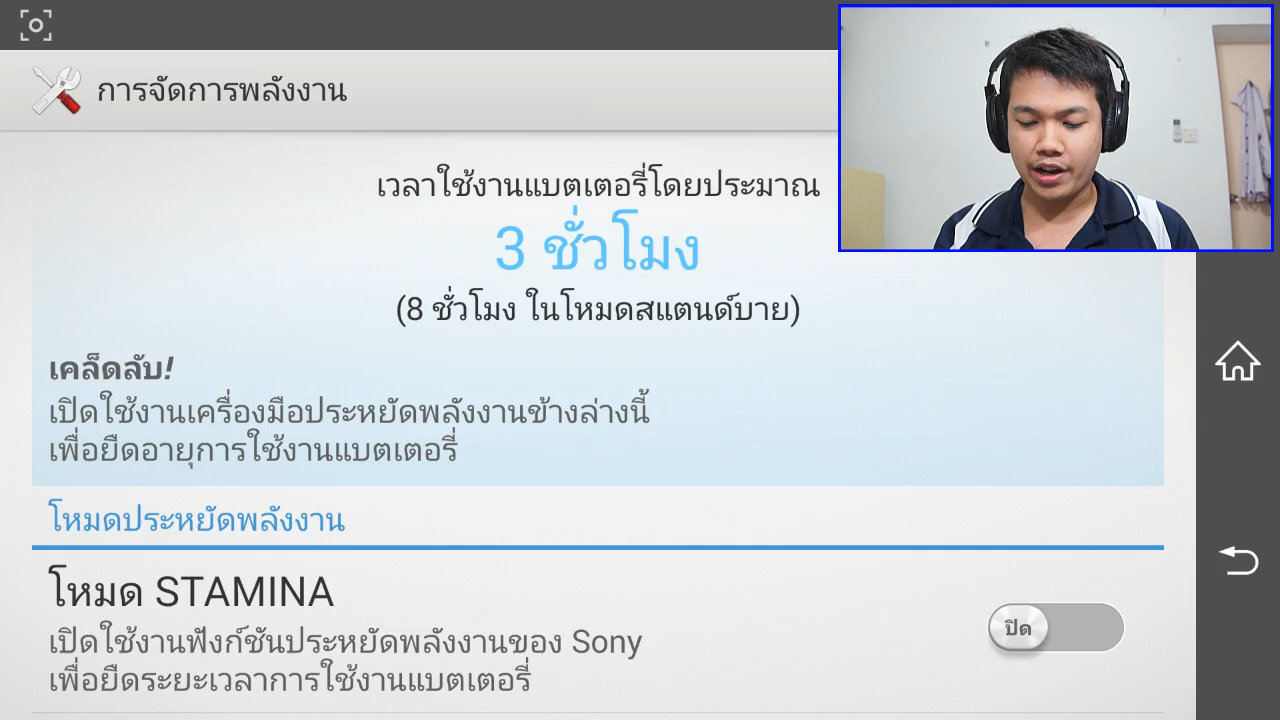 การจัดการพลังงาน
เวลาใช้งานแบตเตอรี่โดยประมาณ
3 ชั่วโมง
(8 ชั่วโมง ในโหมดสแตนด์บาย)
เคล็ดลับ!
เปิดใช้งานเครื่องมือประหยัดพลังงานข้างล่างนี้
เพื่อยืดอายุการใช้งานแบตเตอรี่
โหมดประหยัดพลังงาน
โหมด STAMINA
เปิดใช้งานฟังก์ชันประหยัดพลังงานของ Sony
เพื่อยืดระยะเวลาการใช้งานแบตเตอรี่
ปิด